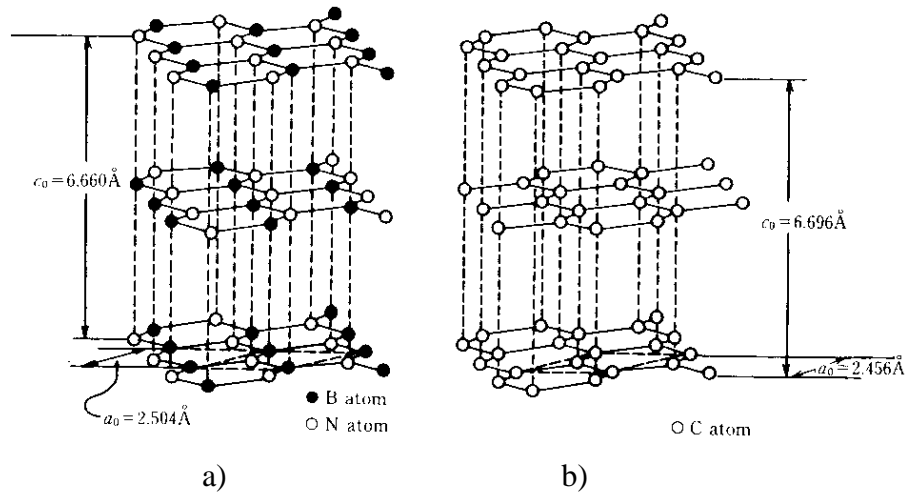 c₀ = 6.660Å
a₀ = 2.504Å
● B atom
○ N atom
a)
c₀ = 6.696Å
a₀ = 2.456Å
○ C atom
b)